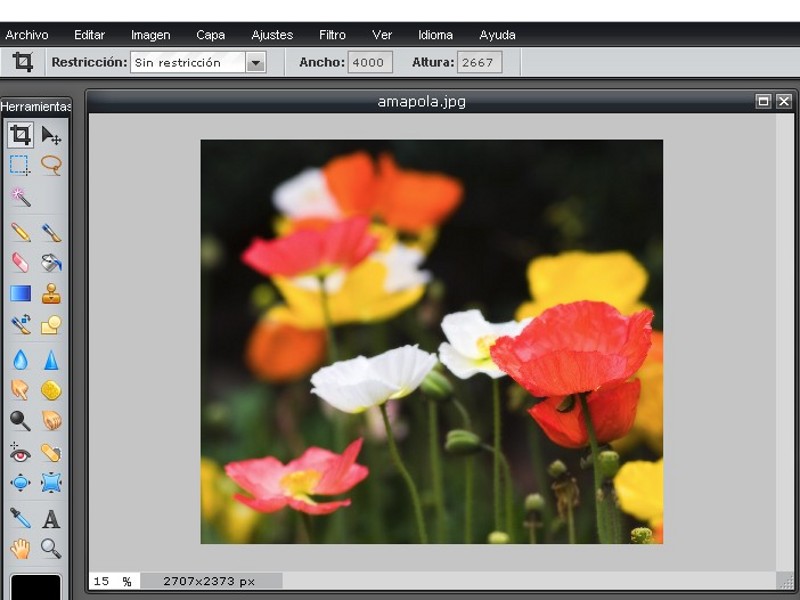 Archivo Editar Imagen Capa Ajustes Filtro Ver Idioma Ayuda
Restricción: Sin restricción Ancho: 4000 Altura: 2667
Herramientas
amapola.jpg
A
15 % 2707x2373 px